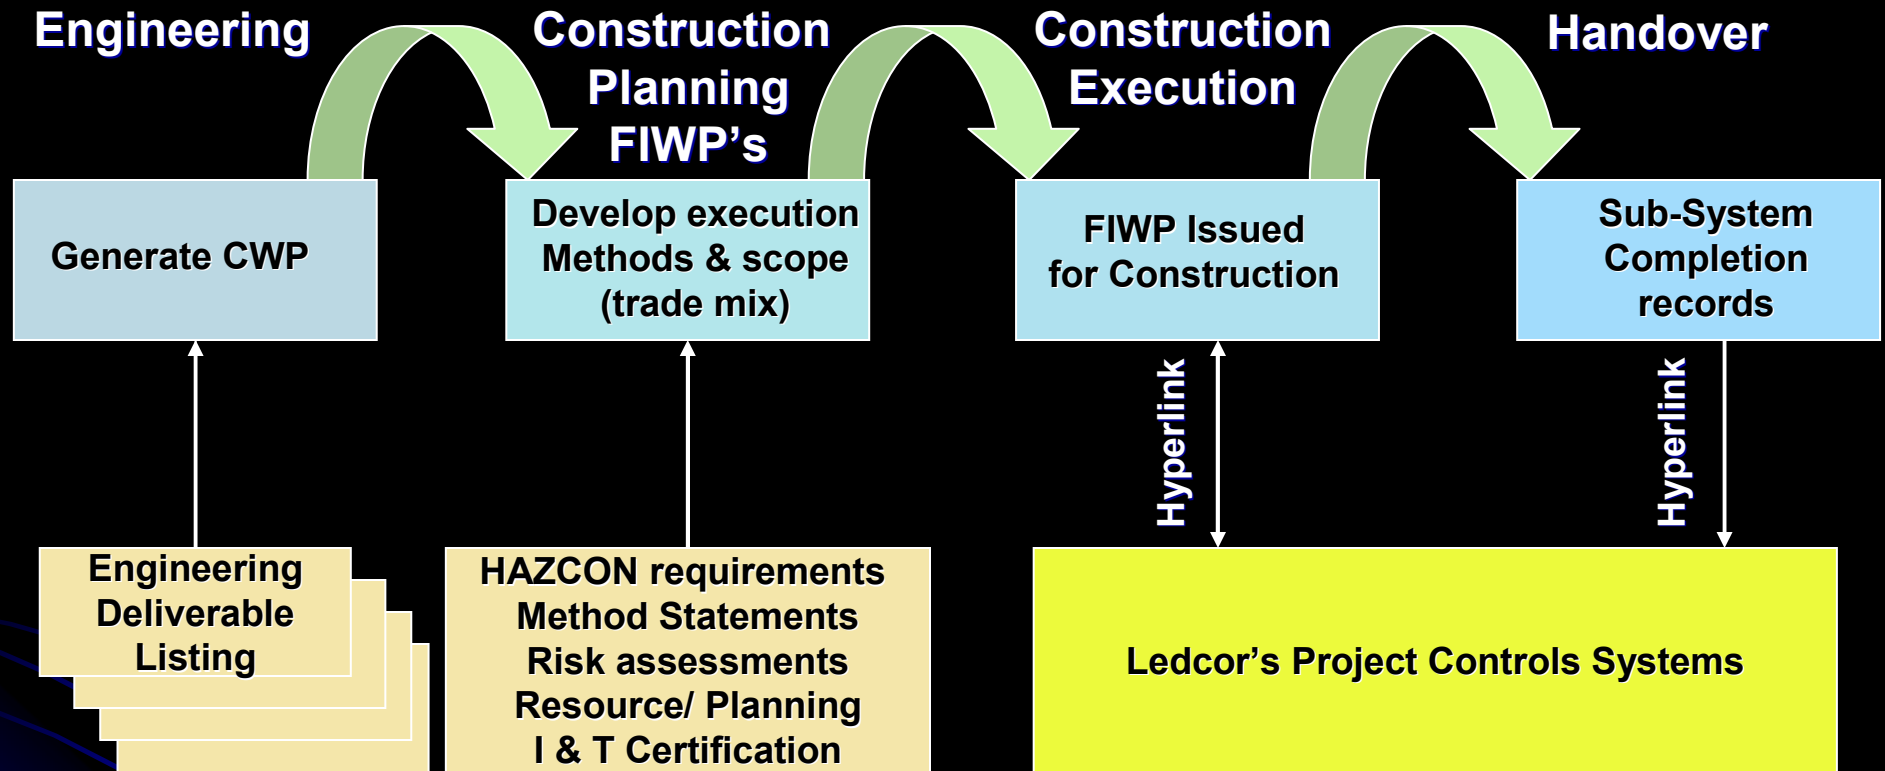 Engineering
Construction
Planning
FIWP’s
Construction
Execution
Handover
Generate CWP
Develop execution
Methods & scope
(trade mix)
FIWP Issued
for Construction
Sub-System
Completion
records
Hyperlink
Hyperlink
Engineering
Deliverable
Listing
HAZCON requirements
Method Statements
Risk assessments
Resource/ Planning
I & T Certification
Ledcor’s Project Controls Systems